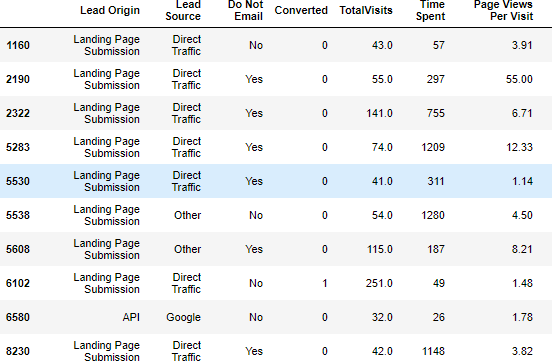 Lead Origin Lead Source Do Not Email Converted TotalVisits Time Spent Page Views Per Visit
1160 Landing Page Submission Direct Traffic No 0 43.0 57 3.91
2190 Landing Page Submission Direct Traffic Yes 0 55.0 297 55.00
2322 Landing Page Submission Direct Traffic Yes 0 141.0 755 6.71
5283 Landing Page Submission Direct Traffic Yes 0 74.0 1209 12.33
5530 Landing Page Submission Direct Traffic Yes 0 41.0 311 1.14
5538 Landing Page Submission Other No 0 54.0 1280 4.50
5608 Landing Page Submission Other Yes 0 115.0 187 8.21
6102 Landing Page Submission Direct Traffic No 1 251.0 49 1.48
6580 API Google No 0 32.0 26 1.78
8230 Landing Page Submission Direct Traffic Yes 0 42.0 1148 3.82